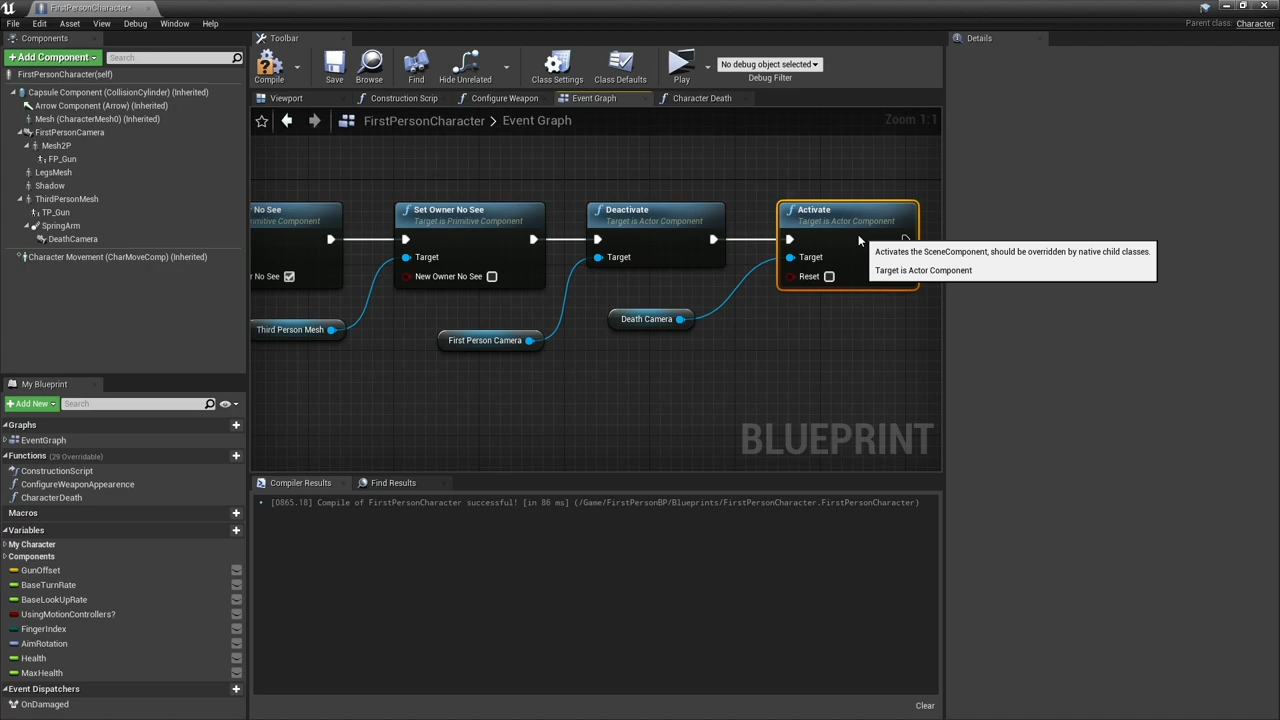 FirstPersonCharacter*
File Edit Asset View Debug Window Help
Parent class: Character
Components
Toolbar
Details
+ Add Component
Search
Compile
Save
Browse
Find
Hide Unrelated
Class Settings
Class Defaults
Play
No debug object selected
Debug Filter
FirstPersonCharacter(self)
Capsule Component (CollisionCylinder) (Inherited)
Arrow Component (Arrow) (Inherited)
Mesh (CharacterMesh0) (Inherited)
FirstPersonCamera
Mesh2P
FP_Gun
LegsMesh
Shadow
ThirdPersonMesh
TP_Gun
SpringArm
DeathCamera
Character Movement (CharMoveComp) (Inherited)
Viewport
Construction Scrip
Configure Weapon
Event Graph
Character Death
FirstPersonCharacter > Event Graph
Zoom 1:1
No See
Set Owner No See
Target is Primitive Component
Target
New Owner No See
Deactivate
Target is Actor Component
Target
Activate
Target is Actor Component
Target
Reset
Activates the SceneComponent, should be overridden by native child classes.
Target is Actor Component
r No See
Third Person Mesh
First Person Camera
Death Camera
BLUEPRINT
My Blueprint
+ Add New
Search
Graphs
EventGraph
Functions (29 Overridable)
ConstructionScript
ConfigureWeaponAppearence
CharacterDeath
Macros
Variables
My Character
Components
GunOffset
BaseTurnRate
BaseLookUpRate
UsingMotionControllers?
FingerIndex
AimRotation
Health
MaxHealth
Event Dispatchers
OnDamaged
Compiler Results
Find Results
[0865.18] Compile of FirstPersonCharacter successful! [in 86 ms] (/Game/FirstPersonBP/Blueprints/FirstPersonCharacter.FirstPersonCharacter)
Clear